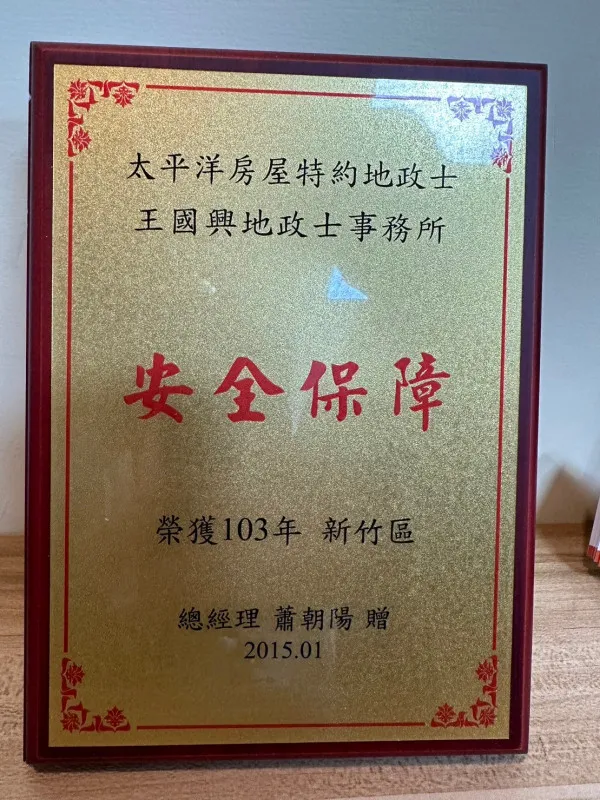 太平洋房屋特約地政士
王國興地政士事務所
安全保障
榮獲103年 新竹區
總經理 蕭朝陽 贈
2015.01